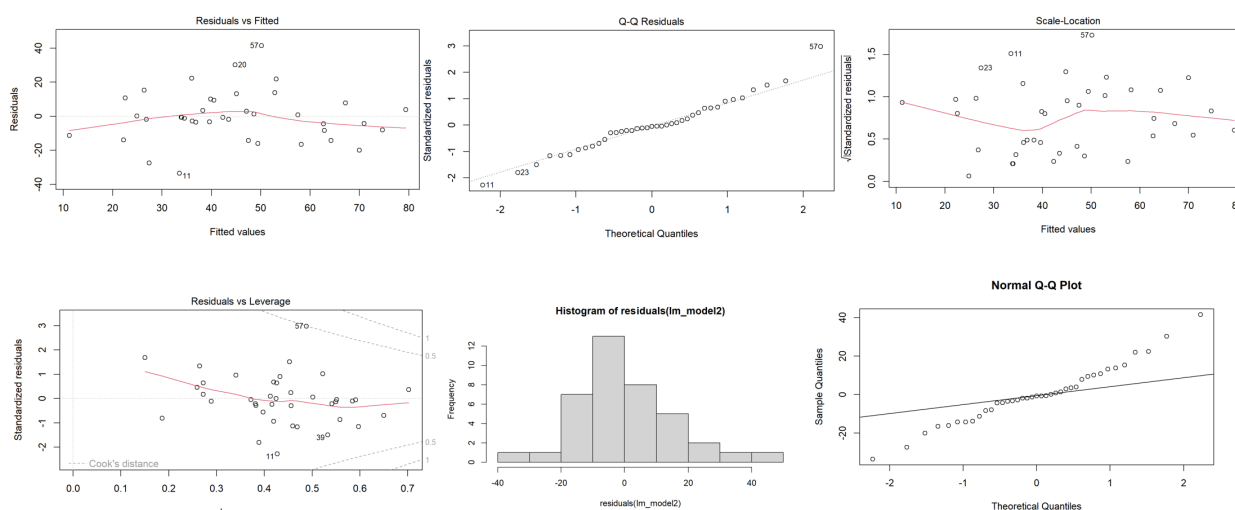 Residuals vs Fitted
Residuals
40
20
0
-20
-40
57
20
11
10 20 30 40 50 60 70 80
Fitted values
Q-Q Residuals
Standardized residuals
3
2
1
0
-1
-2
57
23
11
-2 -1 0 1 2
Theoretical Quantiles
Scale-Location
√|Standardized residuals|
1.5
1.0
0.5
0.0
57
11
23
10 20 30 40 50 60 70 80
Fitted values
Residuals vs Leverage
Standardized residuals
3
2
1
0
-1
-2
57
39
11
1
0.5
0.5
1
Cook's distance
0.0 0.1 0.2 0.3 0.4 0.5 0.6 0.7
Histogram of residuals(lm_model2)
Frequency
12
10
8
6
4
2
0
-40 -20 0 20 40
residuals(lm_model2)
Normal Q-Q Plot
Sample Quantiles
40
20
0
-20
-2 -1 0 1 2
Theoretical Quantiles